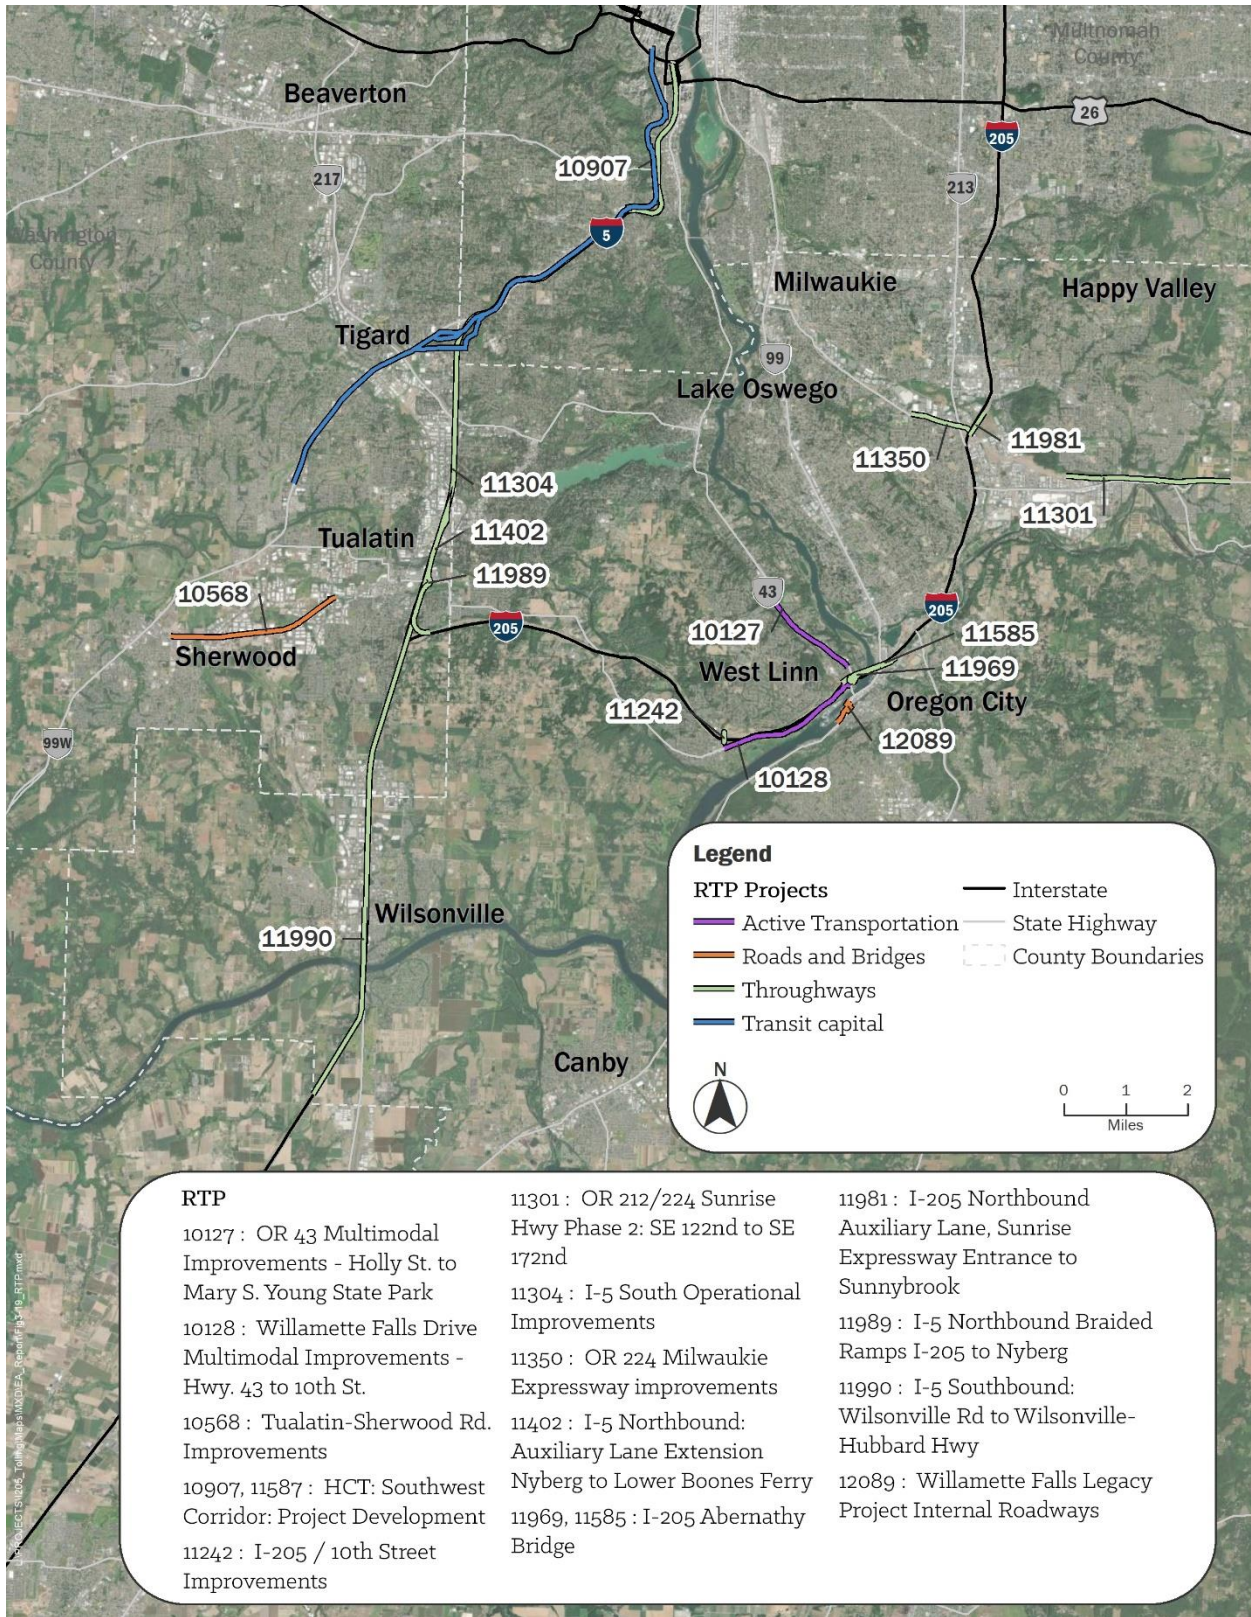 Multnomah
County
Beaverton
26
205
10907
217
213
Washington
County
5
Milwaukie
Happy Valley
Tigard
99
Lake Oswego
11981
11350
11304
11301
Tualatin
11402
11989
10568
43
205
205
10127
11585
Sherwood
West Linn
11969
11242
Oregon City
99W
12089
10128
Wilsonville
11990
Canby
Legend
RTP Projects
Active Transportation
Roads and Bridges
Throughways
Transit capital
Interstate
State Highway
County Boundaries
N
0 1 2
Miles
RTP
10127 : OR 43 Multimodal
Improvements - Holly St. to
Mary S. Young State Park
10128 : Willamette Falls Drive
Multimodal Improvements -
Hwy. 43 to 10th St.
10568 : Tualatin-Sherwood Rd.
Improvements
10907, 11587 : HCT: Southwest
Corridor: Project Development
11242 : I-205 / 10th Street
Improvements
11301 : OR 212/224 Sunrise
Hwy Phase 2: SE 122nd to SE
172nd
11304 : I-5 South Operational
Improvements
11350 : OR 224 Milwaukie
Expressway improvements
11402 : I-5 Northbound:
Auxiliary Lane Extension
Nyberg to Lower Boones Ferry
11969, 11585 : I-205 Abernathy
Bridge
11981 : I-205 Northbound
Auxiliary Lane, Sunrise
Expressway Entrance to
Sunnybrook
11989 : I-5 Northbound Braided
Ramps I-205 to Nyberg
11990 : I-5 Southbound:
Wilsonville Rd to Wilsonville-
Hubbard Hwy
12089 : Willamette Falls Legacy
Project Internal Roadways